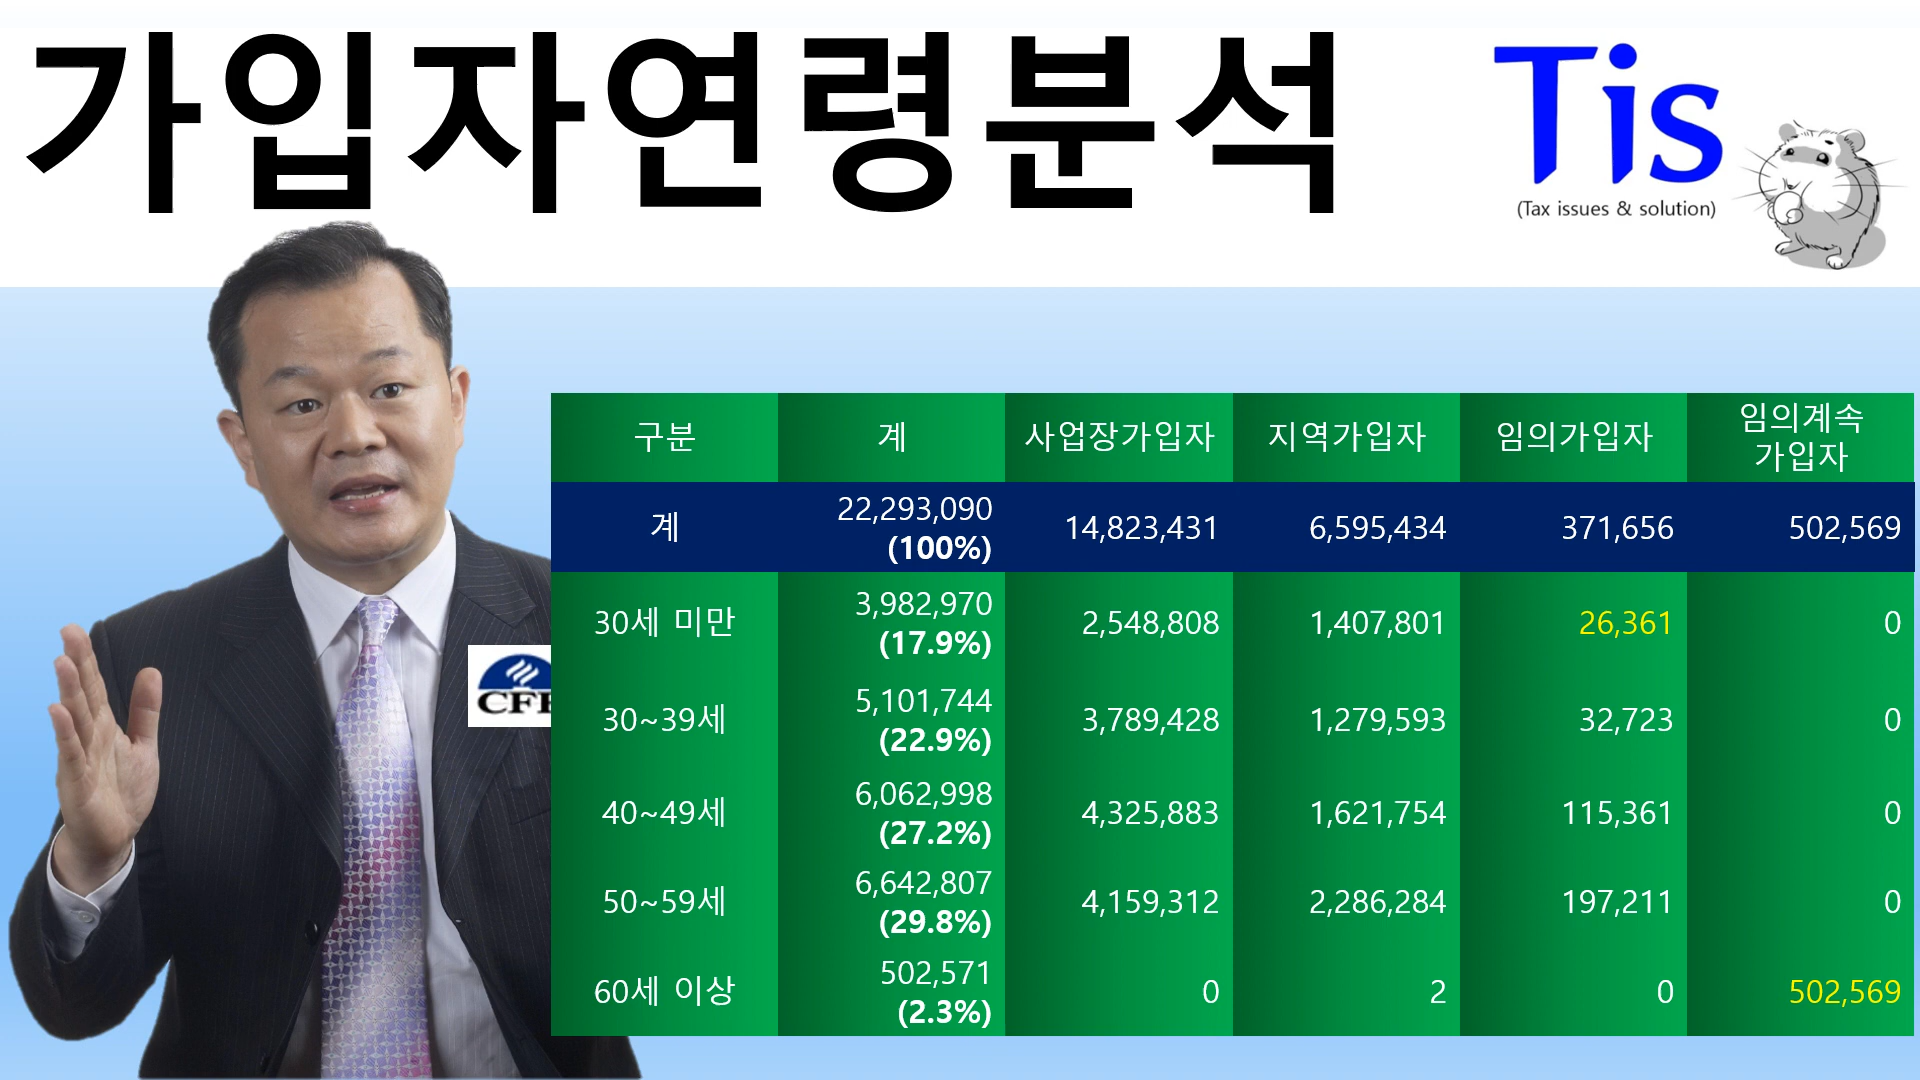 가입자연령분석
Tis
(Tax issues & solution)
구분 계 사업장가입자 지역가입자 임의가입자 임의계속
가입자
계 22,293,090
(100%) 14,823,431 6,595,434 371,656 502,569
30세 미만 3,982,970
(17.9%) 2,548,808 1,407,801 26,361 0
30~39세 5,101,744
(22.9%) 3,789,428 1,279,593 32,723 0
40~49세 6,062,998
(27.2%) 4,325,883 1,621,754 115,361 0
50~59세 6,642,807
(29.8%) 4,159,312 2,286,284 197,211 0
60세 이상 502,571
(2.3%) 0 2 0 502,569